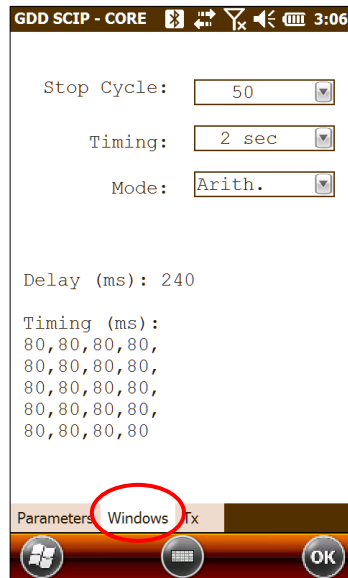 GDD SCIP - CORE 3:06
Stop Cycle: 50
Timing: 2 sec
Mode: Arith.
Delay (ms): 240
Timing (ms):
80,80,80,80,
80,80,80,80,
80,80,80,80,
80,80,80,80,
80,80,80,80
Parameters Windows Tx
OK